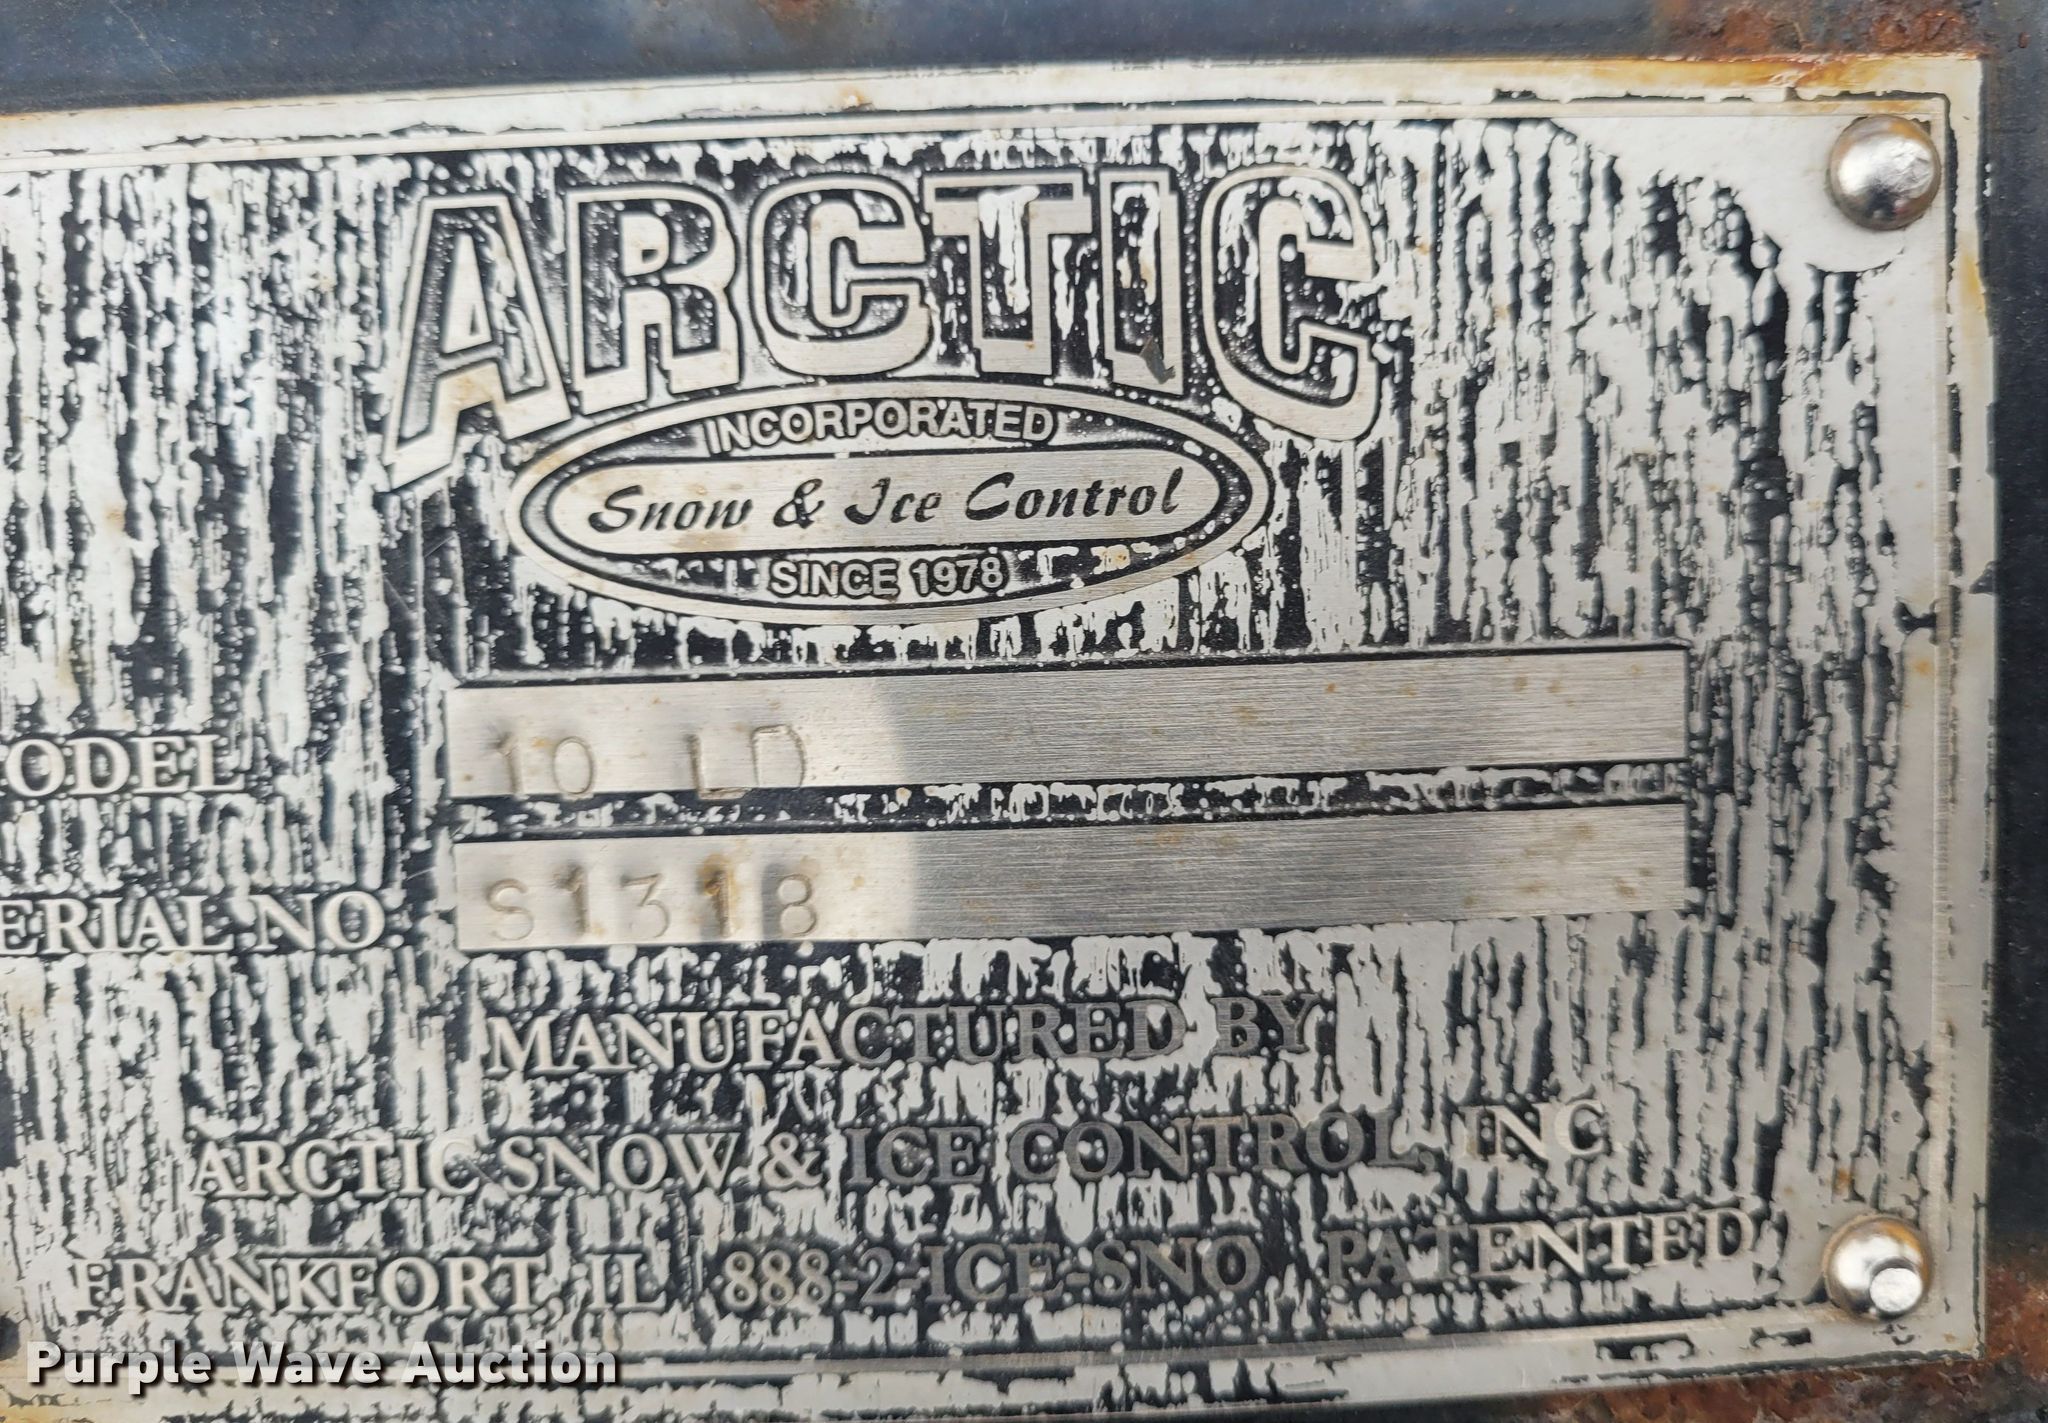 ARCTIC
INCORPORATED
Snow & Ice Control
SINCE 1978
ODEL 10 LD
ERIAL NO S1318
MANUFACTURED BY
ARCTIC SNOW & ICE CONTROL, INC
FRANKFORT, IL 888-2-ICE-SNO PATENTED
Purple Wave Auction